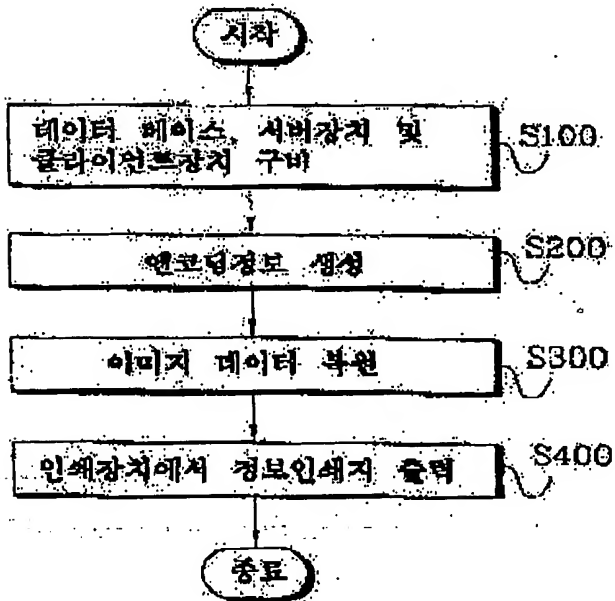 시작
데이터 베이스, 서버장치 및
클라이언트장치 구비
S100
엔코딩정보 생성
S200
이미지 데이터 복원
S300
인쇄장치에서 정보인쇄지 출력
S400
종료